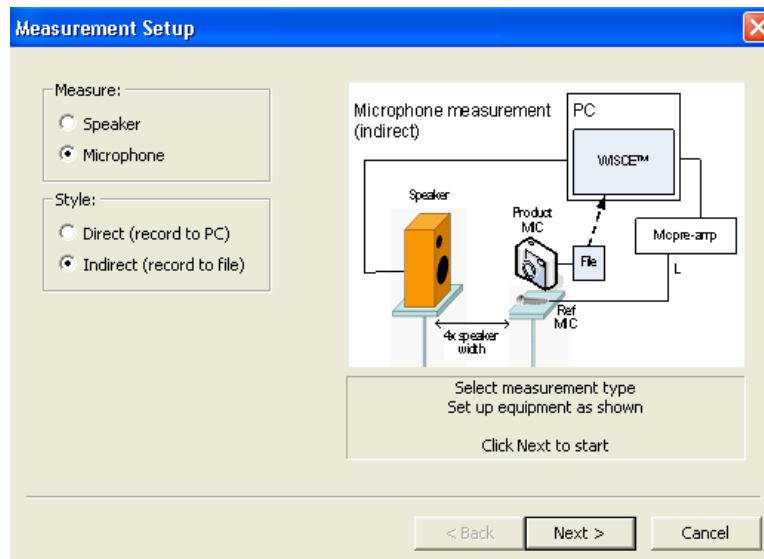 Measurement Setup
Measure:
Speaker
Microphone
Style:
Direct (record to PC)
Indirect (record to file)
Microphone measurement
(indirect)
PC
WISCE™
Speaker
Product
MIC
File
Mcpre-amp
L
Ref
MIC
4x speaker
width
Select measurement type
Set up equipment as shown
Click Next to start
< Back
Next >
Cancel